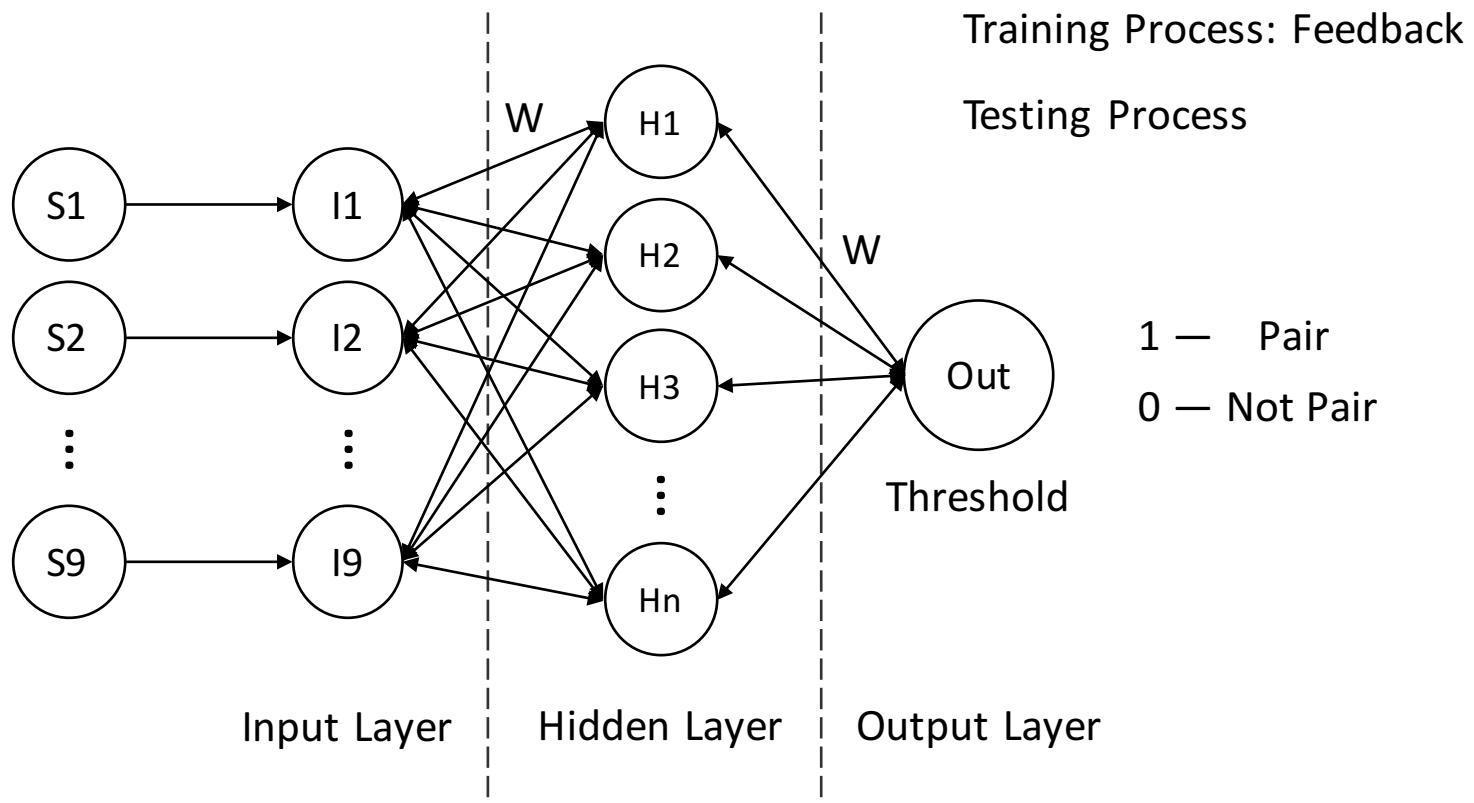 Training Process: Feedback
Testing Process
W
H1
S1
I1
H2
W
S2
I2
1 — Pair
H3
Out
0 — Not Pair
Threshold
S9
I9
Hn
Input Layer
Hidden Layer
Output Layer